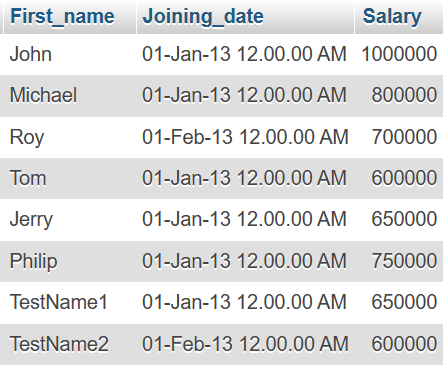 First_name Joining_date Salary
John 01-Jan-13 12.00.00 AM 1000000
Michael 01-Jan-13 12.00.00 AM 800000
Roy 01-Feb-13 12.00.00 AM 700000
Tom 01-Jan-13 12.00.00 AM 600000
Jerry 01-Jan-13 12.00.00 AM 650000
Philip 01-Jan-13 12.00.00 AM 750000
TestName1 01-Jan-13 12.00.00 AM 650000
TestName2 01-Feb-13 12.00.00 AM 600000